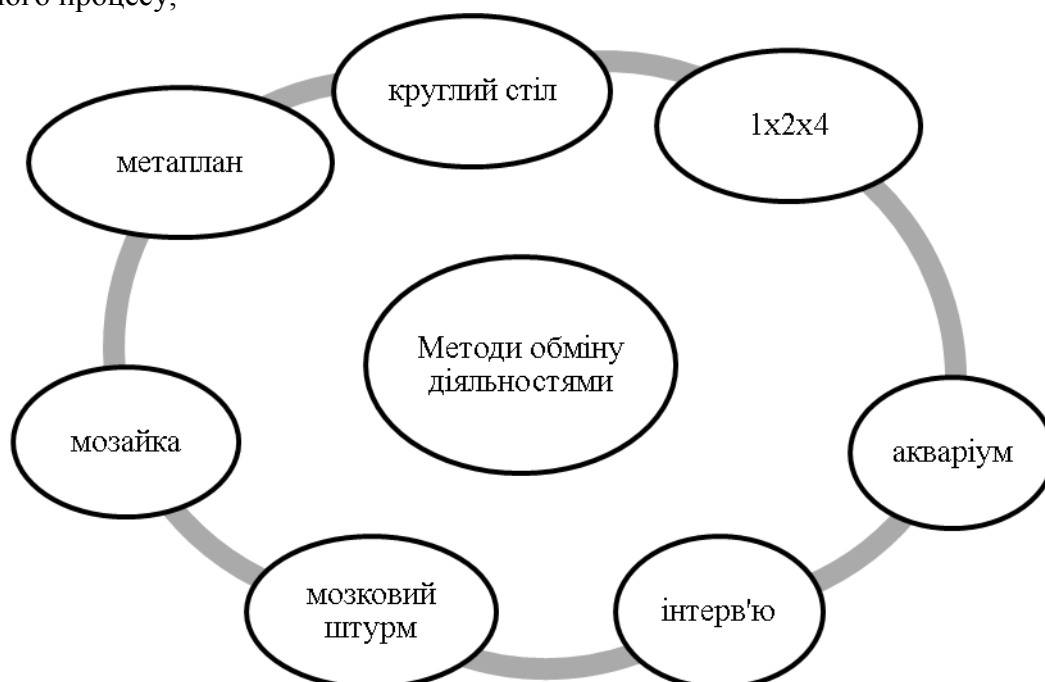 ного процесу;
круглий стіл
1х2х4
метаплан
Методи обміну
діяльностями
мозайка
акваріум
мозковий
штурм
інтерв'ю